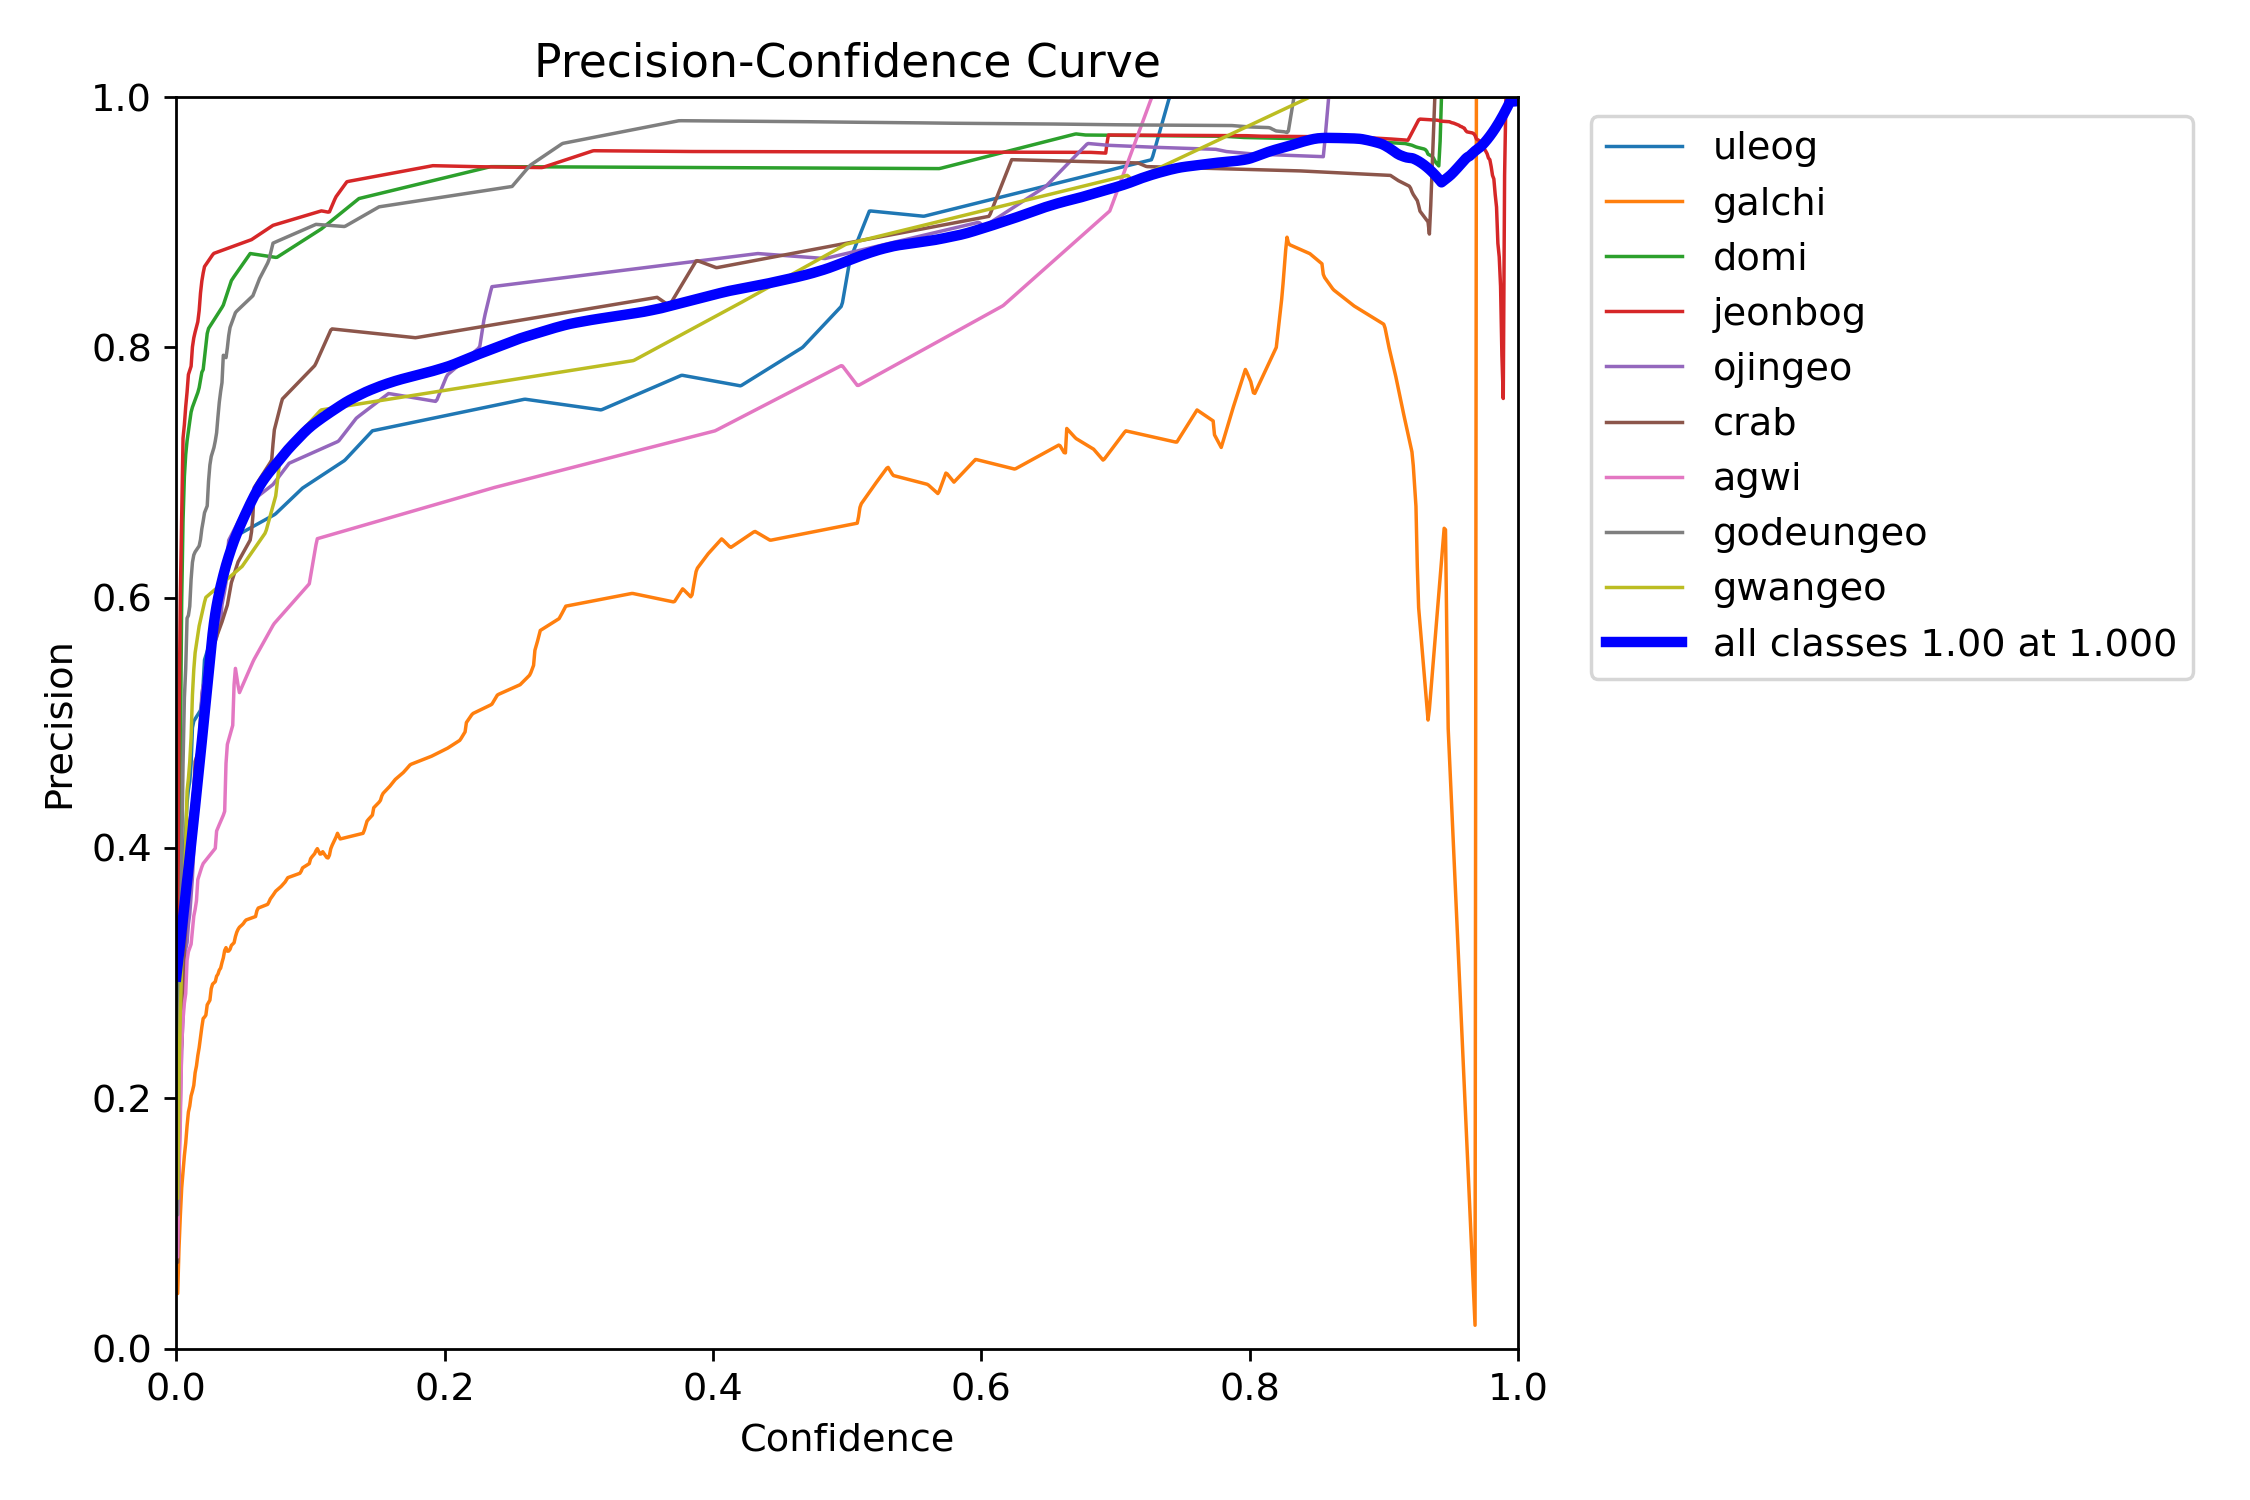 Precision-Confidence Curve
1.0
0.8
0.6
0.4
0.2
0.0
Precision
0.0 0.2 0.4 0.6 0.8 1.0
Confidence
uleog
galchi
domi
jeonbog
ojingeo
crab
agwi
godeungeo
gwangeo
all classes 1.00 at 1.000